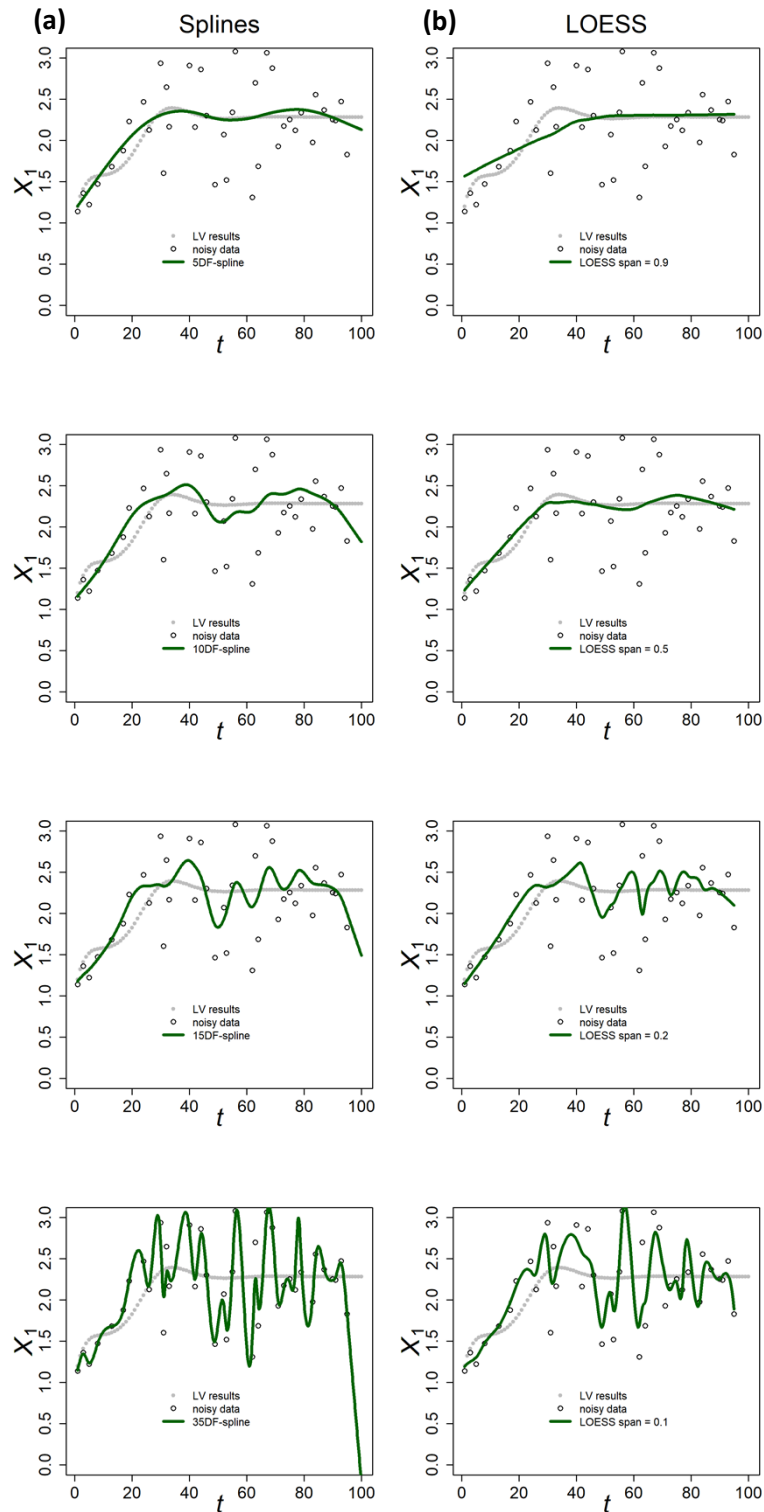 (a) Splines (b) LOESS
X1 0.0 0.5 1.0 1.5 2.0 2.5 3.0
LV results
noisy data
5DF-spline
0 20 40 60 80 100
t
X1 0.0 0.5 1.0 1.5 2.0 2.5 3.0
LV results
noisy data
LOESS span = 0.9
0 20 40 60 80 100
t
X1 0.0 0.5 1.0 1.5 2.0 2.5 3.0
LV results
noisy data
10DF-spline
0 20 40 60 80 100
t
X1 0.0 0.5 1.0 1.5 2.0 2.5 3.0
LV results
noisy data
LOESS span = 0.5
0 20 40 60 80 100
t
X1 0.0 0.5 1.0 1.5 2.0 2.5 3.0
LV results
noisy data
15DF-spline
0 20 40 60 80 100
t
X1 0.0 0.5 1.0 1.5 2.0 2.5 3.0
LV results
noisy data
LOESS span = 0.2
0 20 40 60 80 100
t
X1 0.0 0.5 1.0 1.5 2.0 2.5 3.0
LV results
noisy data
35DF-spline
0 20 40 60 80 100
t
X1 0.0 0.5 1.0 1.5 2.0 2.5 3.0
LV results
noisy data
LOESS span = 0.1
0 20 40 60 80 100
t